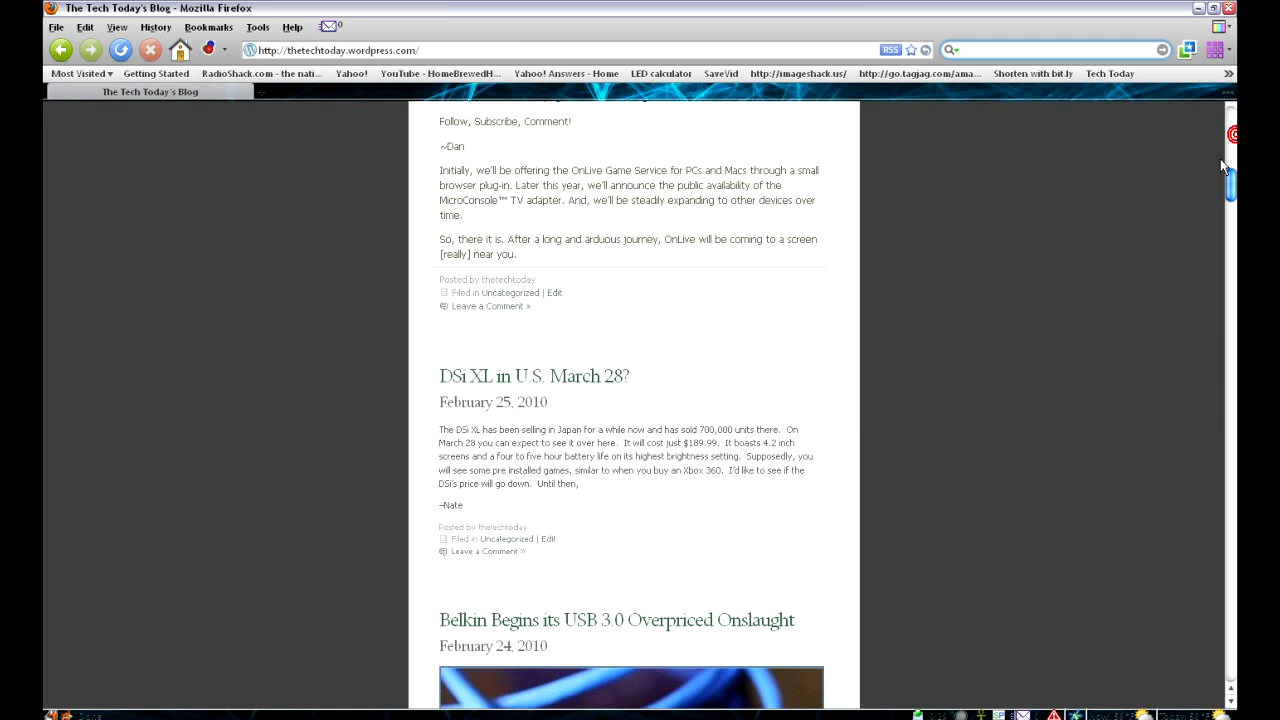 The Tech Today's Blog - Mozilla Firefox
File Edit View History Bookmarks Tools Help 0
http://thetechtoday.wordpress.com/ RSS
Most Visited Getting Started RadioShack.com - the nati... Yahoo! YouTube - HomeBrewedH... Yahoo! Answers - Home LED calculator SaveVid http://imageshack.us/ http://go.tagjag.com/ama... Shorten with bit.ly Tech Today »
The Tech Today's Blog
Follow, Subscribe, Comment!
~Dan
Initially, we'll be offering the OnLive Game Service for PCs and Macs through a small
browser plug-in. Later this year, we'll announce the public availability of the
MicroConsole™ TV adapter. And, we'll be steadily expanding to other devices over
time.
So, there it is. After a long and arduous journey, OnLive will be coming to a screen
[really] near you.
Posted by thetechtoday
Filed in Uncategorized | Edit
Leave a Comment »
DSi XL in U.S. March 28?
February 25, 2010
The DSi XL has been selling in Japan for a while now and has sold 700,000 units there. On
March 28 you can expect to see it over here. It will cost just $189.99. It boasts 4.2 inch
screens and a four to five hour battery life on its highest brightness setting. Supposedly, you
will see some pre installed games, similar to when you buy an Xbox 360. I'd like to see if the
DSi's price will go down. Until then,
~Nate
Posted by thetechtoday
Filed in Uncategorized | Edit
Leave a Comment »
Belkin Begins its USB 3.0 Overpriced Onslaught
February 24, 2010
Done